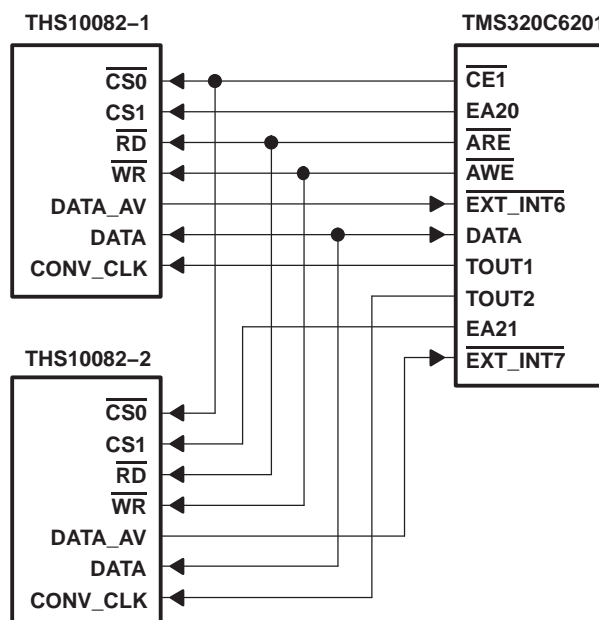 THS10082–1
CS0
CS1
RD
WR
DATA_AV
DATA
CONV_CLK
TMS320C6201
CE1
EA20
ARE
AWE
EXT_INT6
DATA
TOUT1
TOUT2
EA21
EXT_INT7
THS10082–2
CS0
CS1
RD
WR
DATA_AV
DATA
CONV_CLK